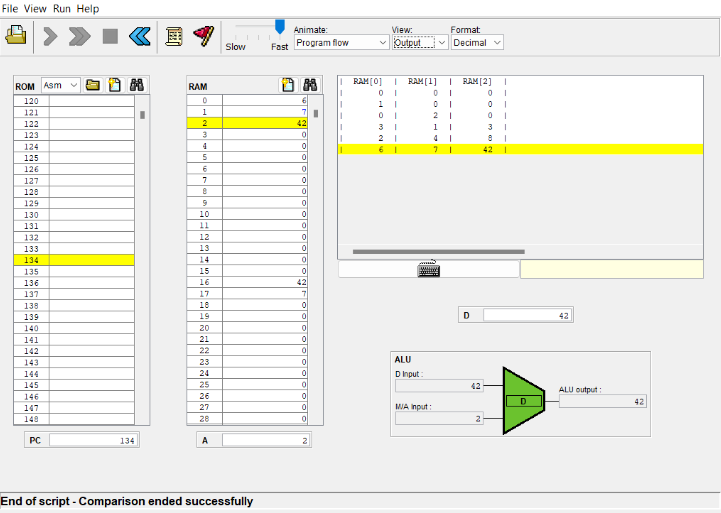 File View Run Help
Animate: View: Format:
Slow Fast Program flow Output Decimal
ROM Asm
RAM
120
121
122
123
124
125
126
127
128
129
130
131
132
133
134
135
136
137
138
139
140
141
142
143
144
145
146
147
148
PC 134
0 6
1 7
2 42
3 0
4 0
5 0
6 0
7 0
8 0
9 0
10 0
11 0
12 0
13 0
14 0
15 0
16 42
17 7
18 0
19 0
20 0
21 0
22 0
23 0
24 0
25 0
26 0
27 0
28 0
A 2
| RAM[0] | RAM[1] | RAM[2] |
| 0 | 0 | 0 |
| 1 | 0 | 0 |
| 0 | 2 | 0 |
| 3 | 1 | 3 |
| 2 | 4 | 8 |
| 6 | 7 | 42 |
D 42
ALU
D Input :
42
M/A Input :
2
D
ALU output :
42
End of script - Comparison ended successfully